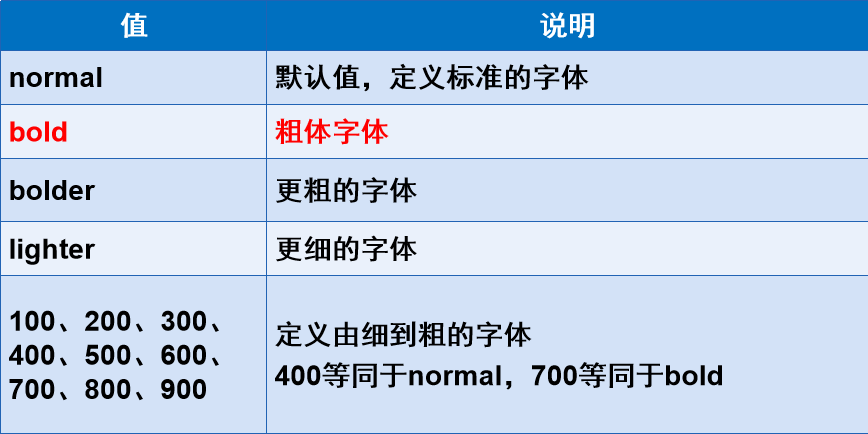 值 说明
normal 默认值，定义标准的字体
bold 粗体字体
bolder 更粗的字体
lighter 更细的字体
100、200、300、
400、500、600、
700、800、900
定义由细到粗的字体
400等同于normal，700等同于bold